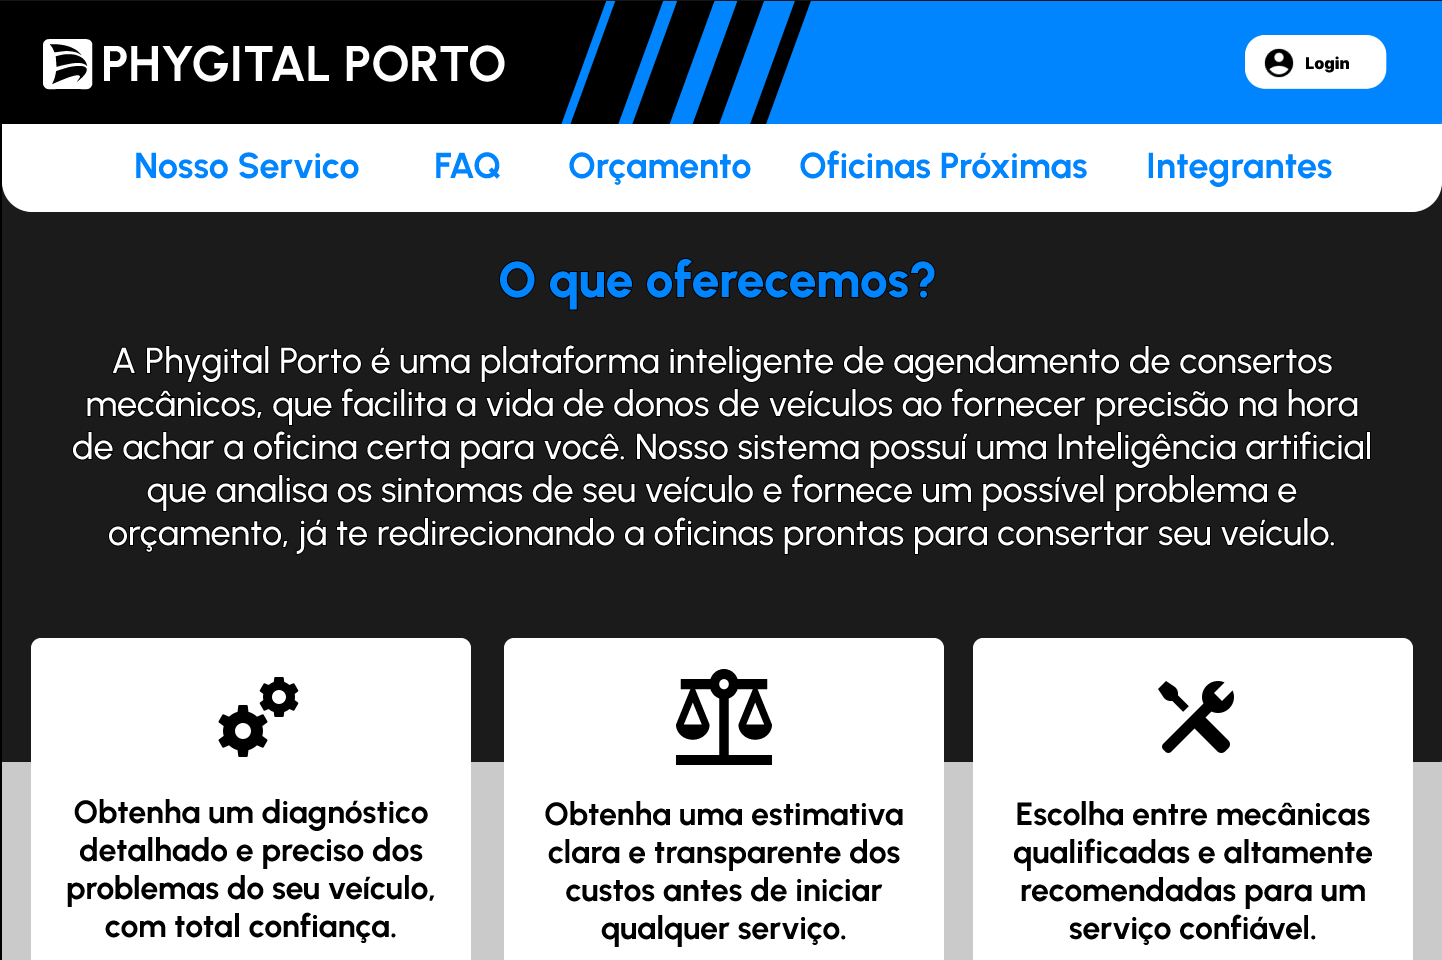 PHYGITAL PORTO
Login
Nosso Servico FAQ Orçamento Oficinas Próximas Integrantes
O que oferecemos?
A Phygital Porto é uma plataforma inteligente de agendamento de consertos
mecânicos, que facilita a vida de donos de veículos ao fornecer precisão na hora
de achar a oficina certa para você. Nosso sistema possuí uma Inteligência artificial
que analisa os sintomas de seu veículo e fornece um possível problema e
orçamento, já te redirecionando a oficinas prontas para consertar seu veículo.
Obtenha um diagnóstico
detalhado e preciso dos
problemas do seu veículo,
com total confiança.
Obtenha uma estimativa
clara e transparente dos
custos antes de iniciar
qualquer serviço.
Escolha entre mecânicas
qualificadas e altamente
recomendadas para um
serviço confiável.